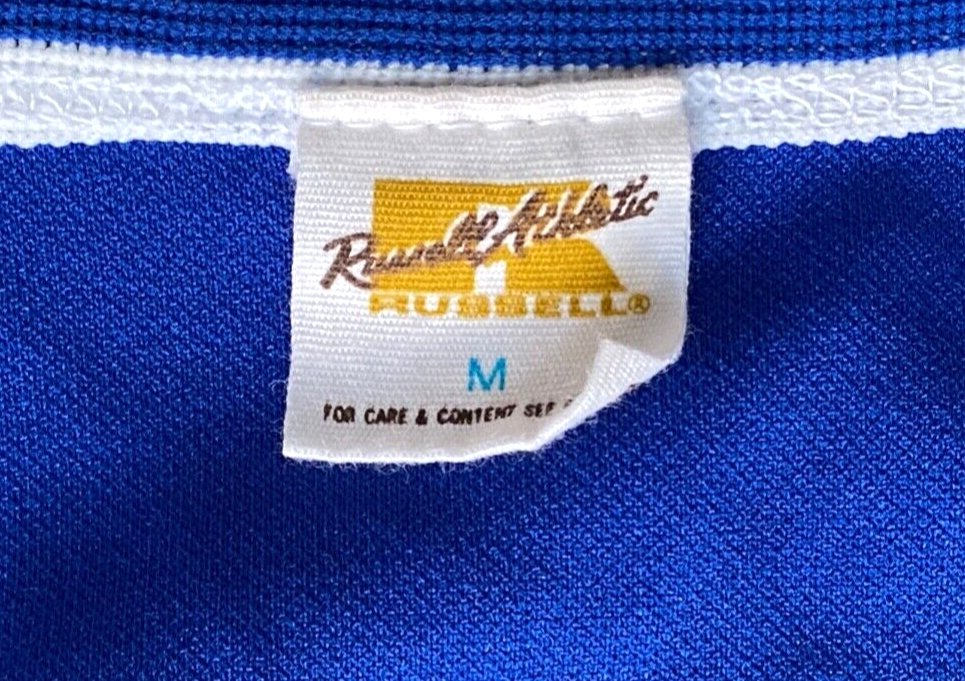 Russell Athletic
RUSSELL®
M
FOR CARE & CONTENT SEE